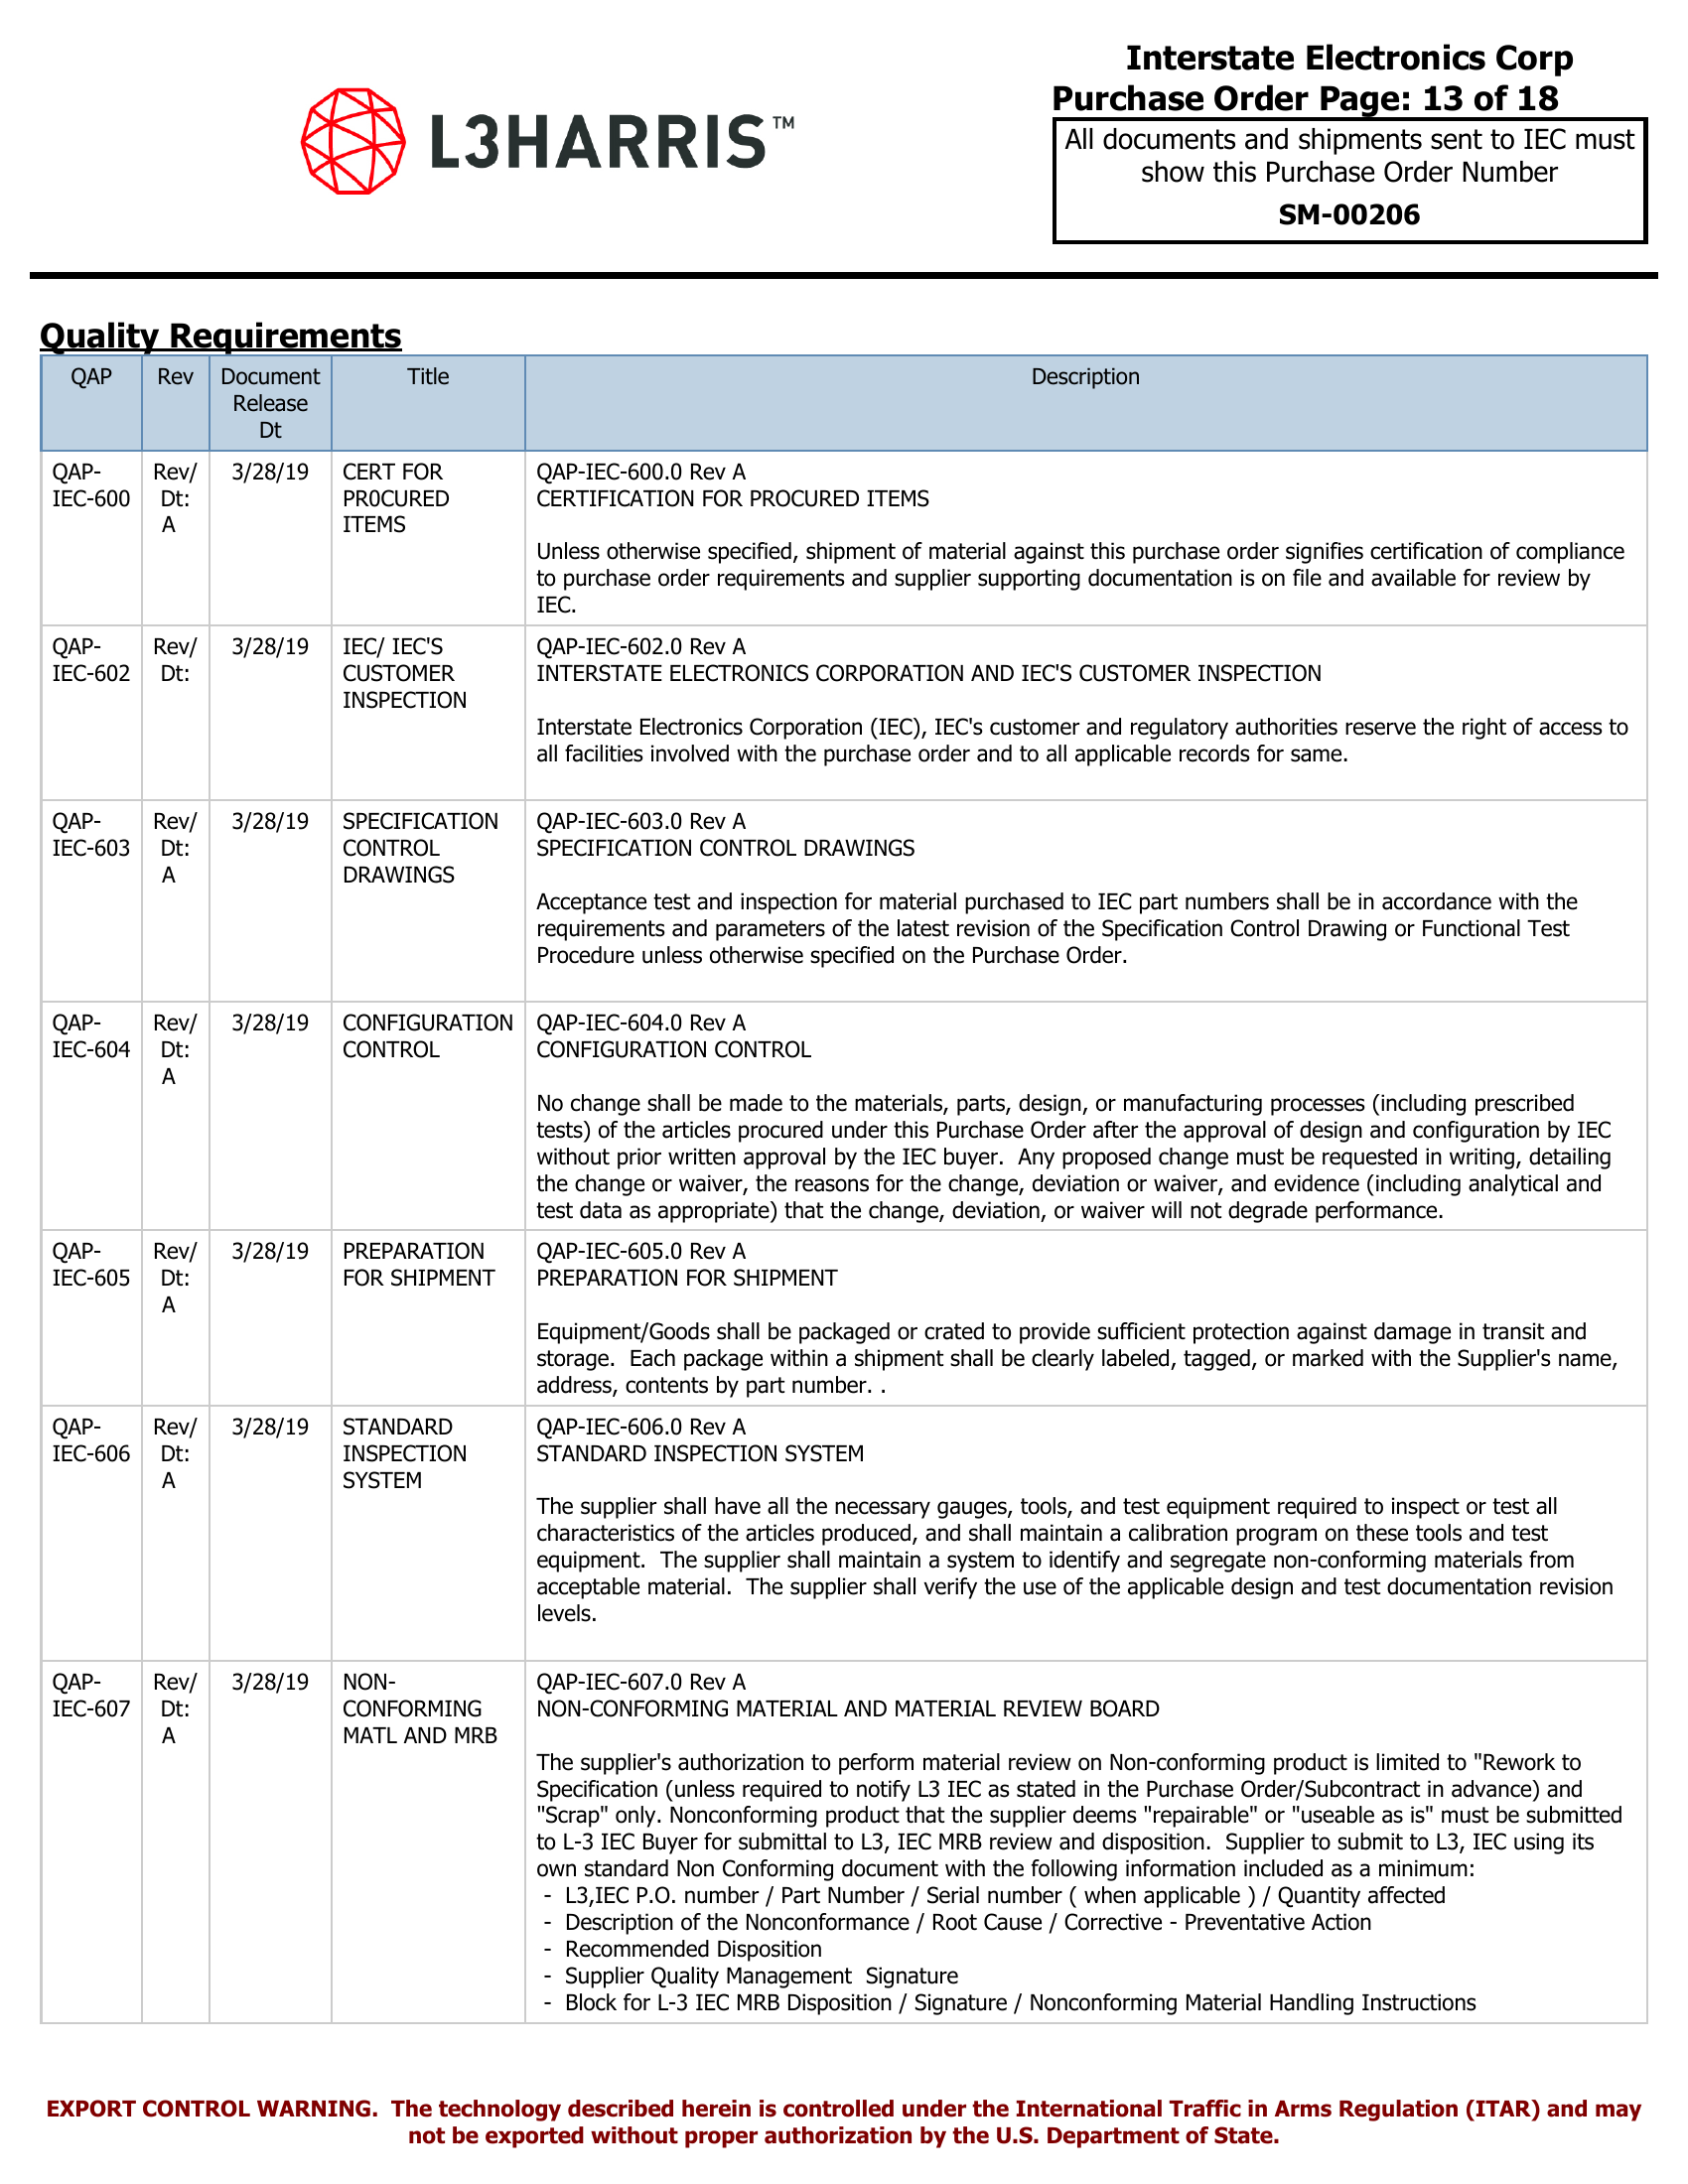 Interstate Electronics Corp
Purchase Order Page: 13 of 18
L3HARRIS™
All documents and shipments sent to IEC must
show this Purchase Order Number
SM-00206
Quality Requirements
QAP Rev Document Release Dt Title Description
QAP-IEC-600 Rev/Dt: A 3/28/19 CERT FOR PR0CURED ITEMS
QAP-IEC-600.0 Rev A
CERTIFICATION FOR PROCURED ITEMS
Unless otherwise specified, shipment of material against this purchase order signifies certification of compliance
to purchase order requirements and supplier supporting documentation is on file and available for review by
IEC.
QAP-IEC-602 Rev/Dt: 3/28/19 IEC/ IEC'S CUSTOMER INSPECTION
QAP-IEC-602.0 Rev A
INTERSTATE ELECTRONICS CORPORATION AND IEC'S CUSTOMER INSPECTION
Interstate Electronics Corporation (IEC), IEC's customer and regulatory authorities reserve the right of access to
all facilities involved with the purchase order and to all applicable records for same.
QAP-IEC-603 Rev/Dt: A 3/28/19 SPECIFICATION CONTROL DRAWINGS
QAP-IEC-603.0 Rev A
SPECIFICATION CONTROL DRAWINGS
Acceptance test and inspection for material purchased to IEC part numbers shall be in accordance with the
requirements and parameters of the latest revision of the Specification Control Drawing or Functional Test
Procedure unless otherwise specified on the Purchase Order.
QAP-IEC-604 Rev/Dt: A 3/28/19 CONFIGURATION CONTROL
QAP-IEC-604.0 Rev A
CONFIGURATION CONTROL
No change shall be made to the materials, parts, design, or manufacturing processes (including prescribed
tests) of the articles procured under this Purchase Order after the approval of design and configuration by IEC
without prior written approval by the IEC buyer.  Any proposed change must be requested in writing, detailing
the change or waiver, the reasons for the change, deviation or waiver, and evidence (including analytical and
test data as appropriate) that the change, deviation, or waiver will not degrade performance.
QAP-IEC-605 Rev/Dt: A 3/28/19 PREPARATION FOR SHIPMENT
QAP-IEC-605.0 Rev A
PREPARATION FOR SHIPMENT
Equipment/Goods shall be packaged or crated to provide sufficient protection against damage in transit and
storage.  Each package within a shipment shall be clearly labeled, tagged, or marked with the Supplier's name,
address, contents by part number. .
QAP-IEC-606 Rev/Dt: A 3/28/19 STANDARD INSPECTION SYSTEM
QAP-IEC-606.0 Rev A
STANDARD INSPECTION SYSTEM
The supplier shall have all the necessary gauges, tools, and test equipment required to inspect or test all
characteristics of the articles produced, and shall maintain a calibration program on these tools and test
equipment.  The supplier shall maintain a system to identify and segregate non-conforming materials from
acceptable material.  The supplier shall verify the use of the applicable design and test documentation revision
levels.
QAP-IEC-607 Rev/Dt: A 3/28/19 NON-CONFORMING MATL AND MRB
QAP-IEC-607.0 Rev A
NON-CONFORMING MATERIAL AND MATERIAL REVIEW BOARD
The supplier's authorization to perform material review on Non-conforming product is limited to "Rework to
Specification (unless required to notify L3 IEC as stated in the Purchase Order/Subcontract in advance) and
"Scrap" only. Nonconforming product that the supplier deems "repairable" or "useable as is" must be submitted
to L-3 IEC Buyer for submittal to L3, IEC MRB review and disposition.  Supplier to submit to L3, IEC using its
own standard Non Conforming document with the following information included as a minimum:
- L3,IEC P.O. number / Part Number / Serial number ( when applicable ) / Quantity affected
- Description of the Nonconformance / Root Cause / Corrective - Preventative Action
- Recommended Disposition
- Supplier Quality Management  Signature
- Block for L-3 IEC MRB Disposition / Signature / Nonconforming Material Handling Instructions
EXPORT CONTROL WARNING.  The technology described herein is controlled under the International Traffic in Arms Regulation (ITAR) and may
not be exported without proper authorization by the U.S. Department of State.